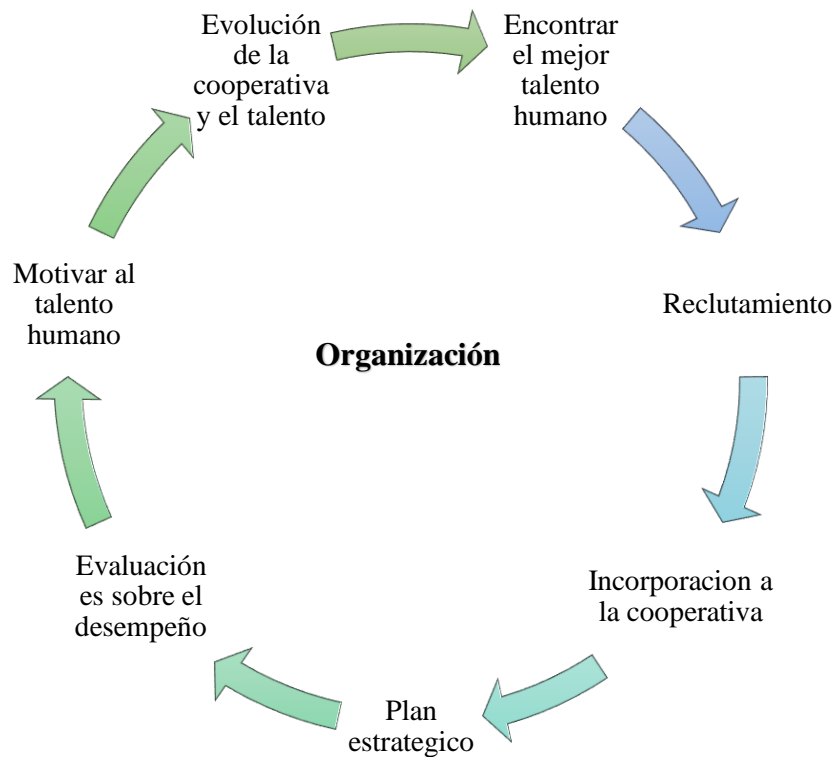 Evolución
de la
cooperativa
y el talento
Encontrar
el mejor
talento
humano
Reclutamiento
Incorporacion a
la cooperativa
Plan
estrategico
Evaluación
es sobre el
desempeño
Motivar al
talento
humano
Organización